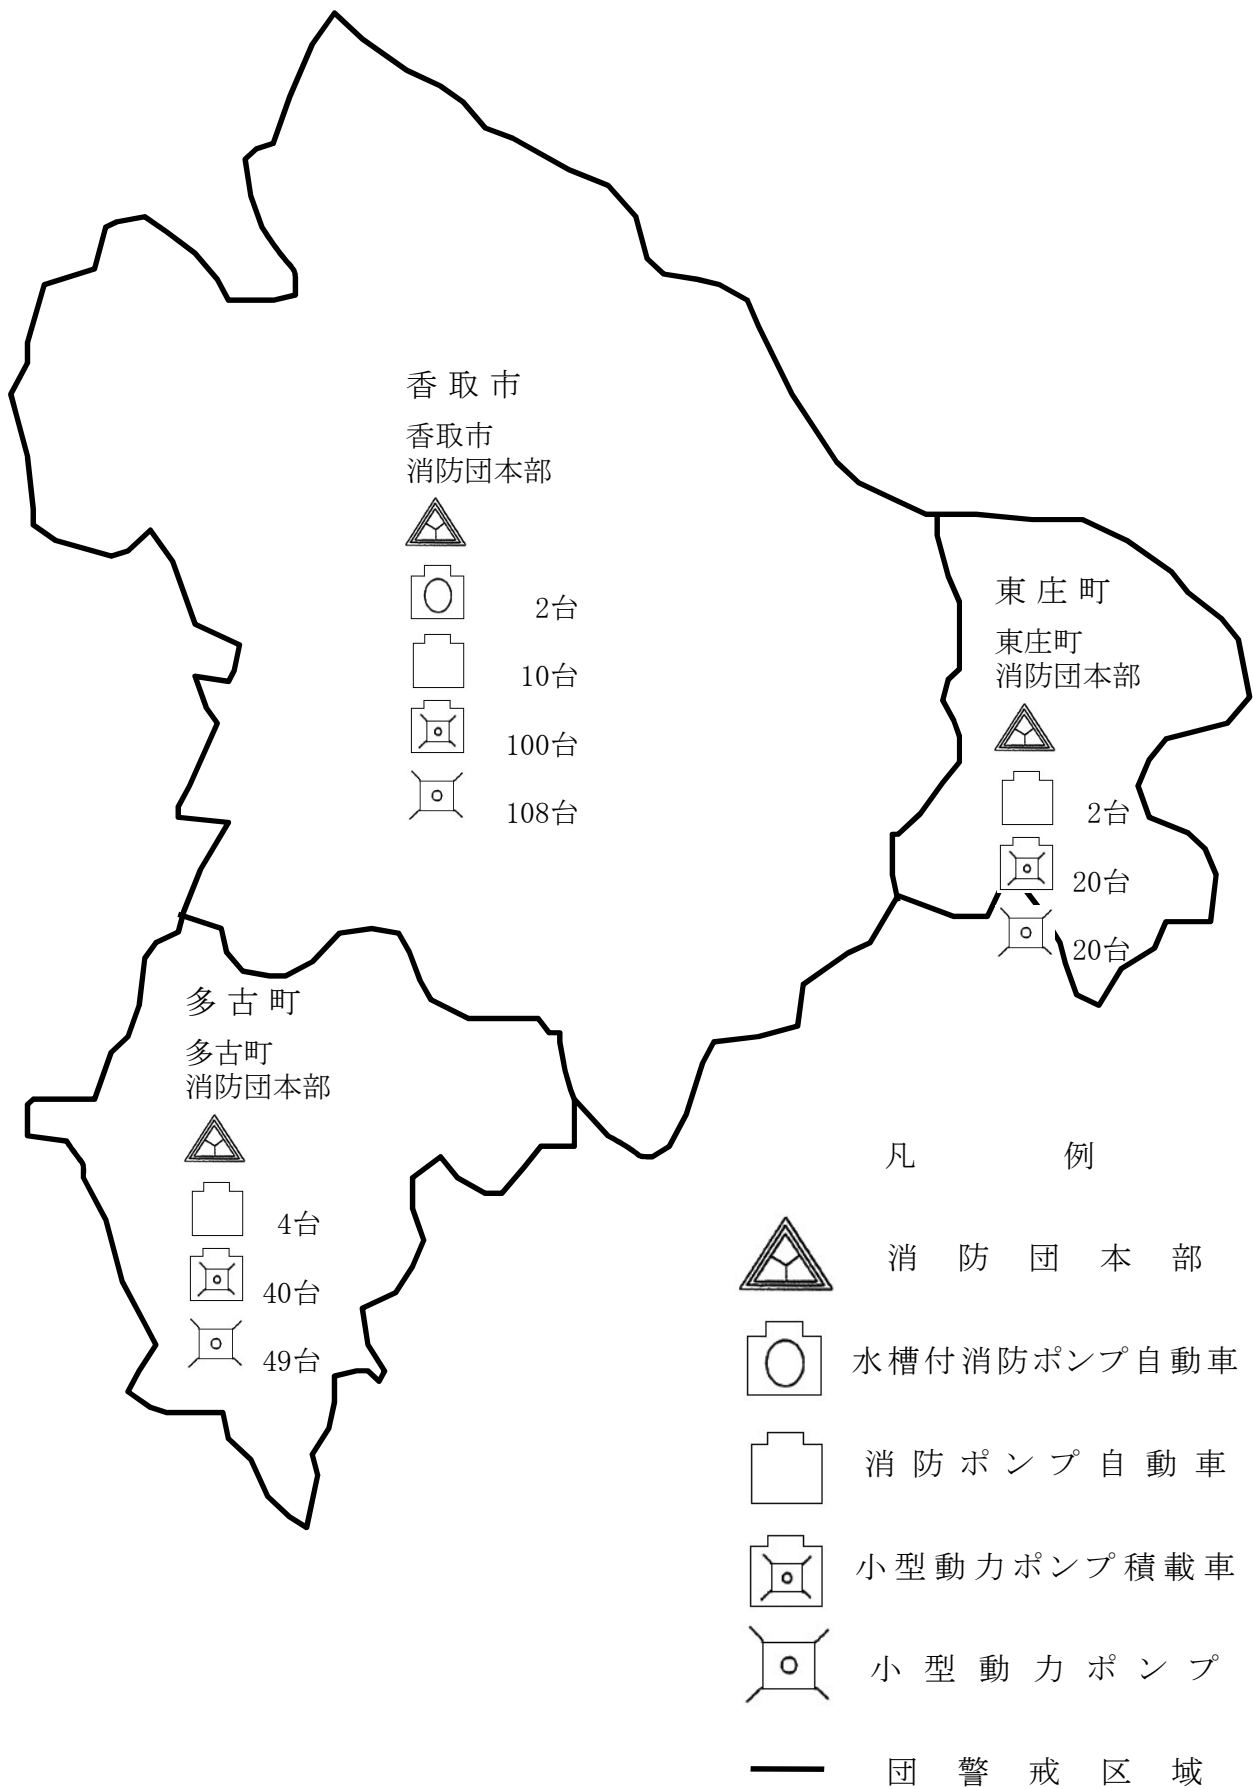 香取市
香取市
消防団本部
2台
10台
100台
108台
東庄町
東庄町
消防団本部
2台
20台
20台
多古町
多古町
消防団本部
4台
40台
49台
凡例
消防団本部
水槽付消防ポンプ自動車
消防ポンプ自動車
小型動力ポンプ積載車
小型動力ポンプ
団警戒区域